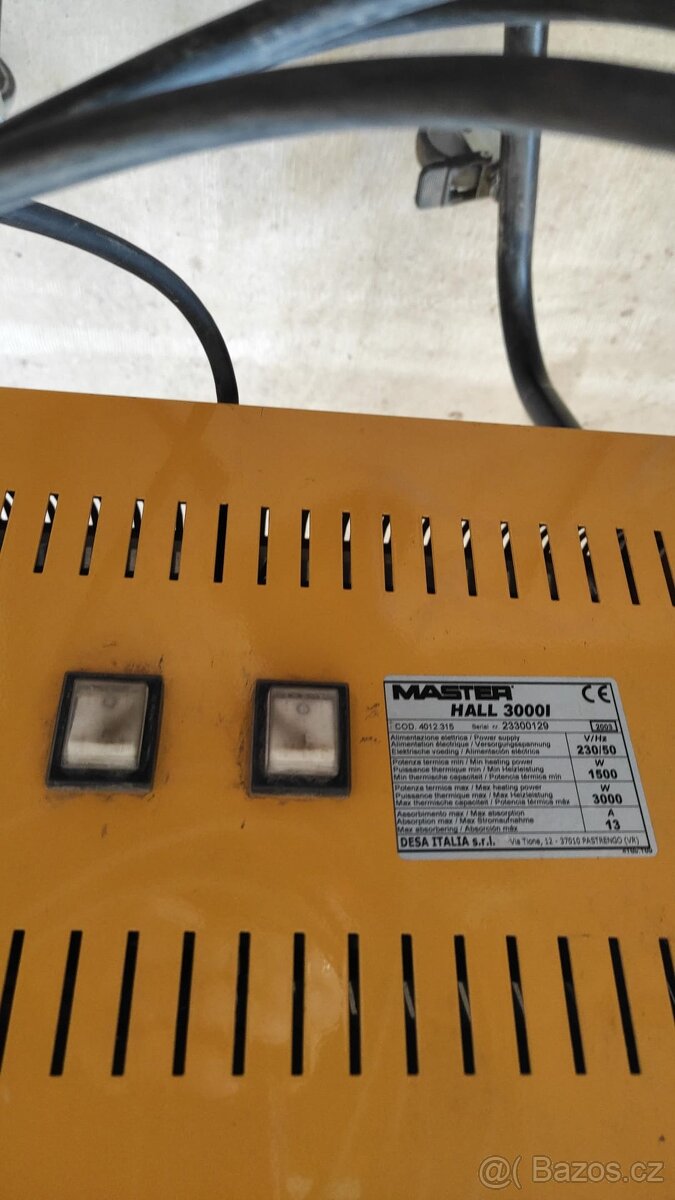 MASTER CE
HALL 3000I
COD. 4012.315 Serial nr. 23300129 2003
Alimentazione elettrica / Power supply V/Hz
Alimentation électrique / Versorgungsspannung
Elektrische voeding / Alimentación eléctrica 230/50
Potenza termica min / Min heating power W
Puissance thermique min / Min Heizleistung
Min thermische capaciteit / Potencia térmica min 1500
Potenza termica max / Max heating power W
Puissance thermique max / Max Heizleistung
Max thermische capaciteit / Potencia térmica máx 3000
Assorbimento max / Max absorption A
Absorption max / Max Stromaufnahme
Max absorbering / Absorción máx 13
DESA ITALIA s.r.l. Via Tione, 12 - 37010 PASTRENGO (VR)
@( Bazos.cz